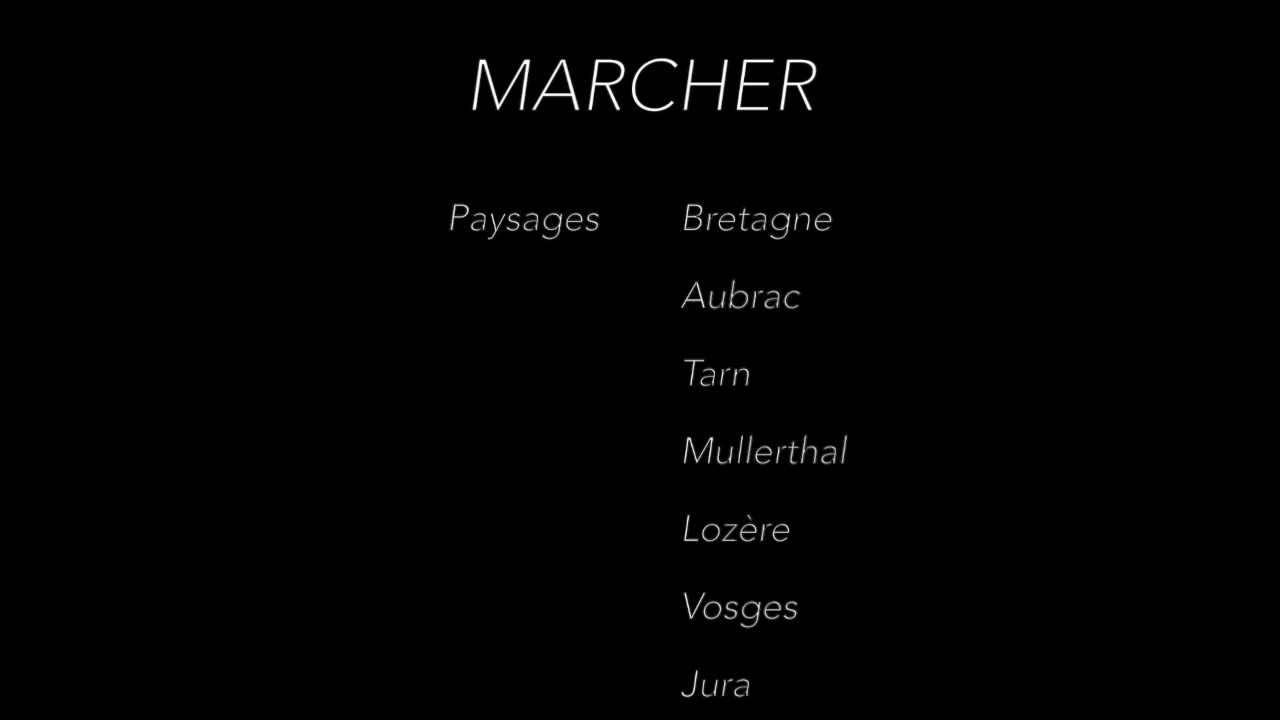 MARCHER
Paysages Bretagne
Aubrac
Tarn
Mullerthal
Lozère
Vosges
Jura